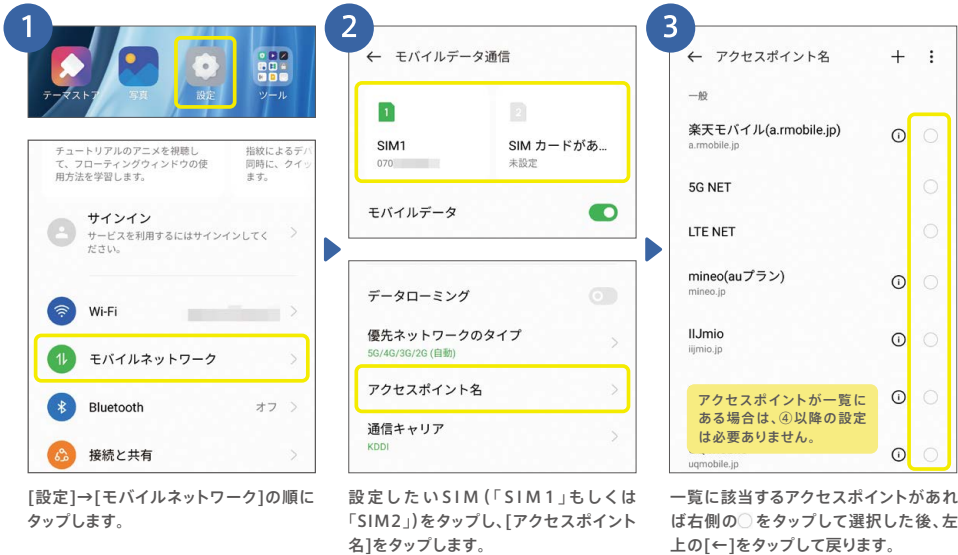 1
テーマストア
写真
設定
ツール
チュートリアルのアニメを視聴し
て、フローティングウィンドウの使
用方法を学習します。
指紋によるデバ
同時に、クイッ
ます。
サインイン
サービスを利用するにはサインインしてく
ださい。
Wi-Fi
モバイルネットワーク
Bluetooth
オフ
接続と共有
[設定]→[モバイルネットワーク]の順に
タップします。
2
← モバイルデータ通信
1
SIM1
070
2
SIM カードがあ...
未設定
モバイルデータ
データローミング
優先ネットワークのタイプ
5G/4G/3G/2G (自動)
アクセスポイント名
通信キャリア
KDDI
設定したいSIM(「SIM1」もしくは
「SIM2」)をタップし、[アクセスポイント
名]をタップします。
3
← アクセスポイント名
一般
楽天モバイル(a.rmobile.jp)
a.rmobile.jp
5G NET
LTE NET
mineo(auプラン)
mineo.jp
IIJmio
iijmio.jp
アクセスポイントが一覧に
ある場合は、④以降の設定
は必要ありません。
uqmobile.jp
一覧に該当するアクセスポイントがあれ
ば右側の○をタップして選択した後、左
上の[←]をタップして戻ります。